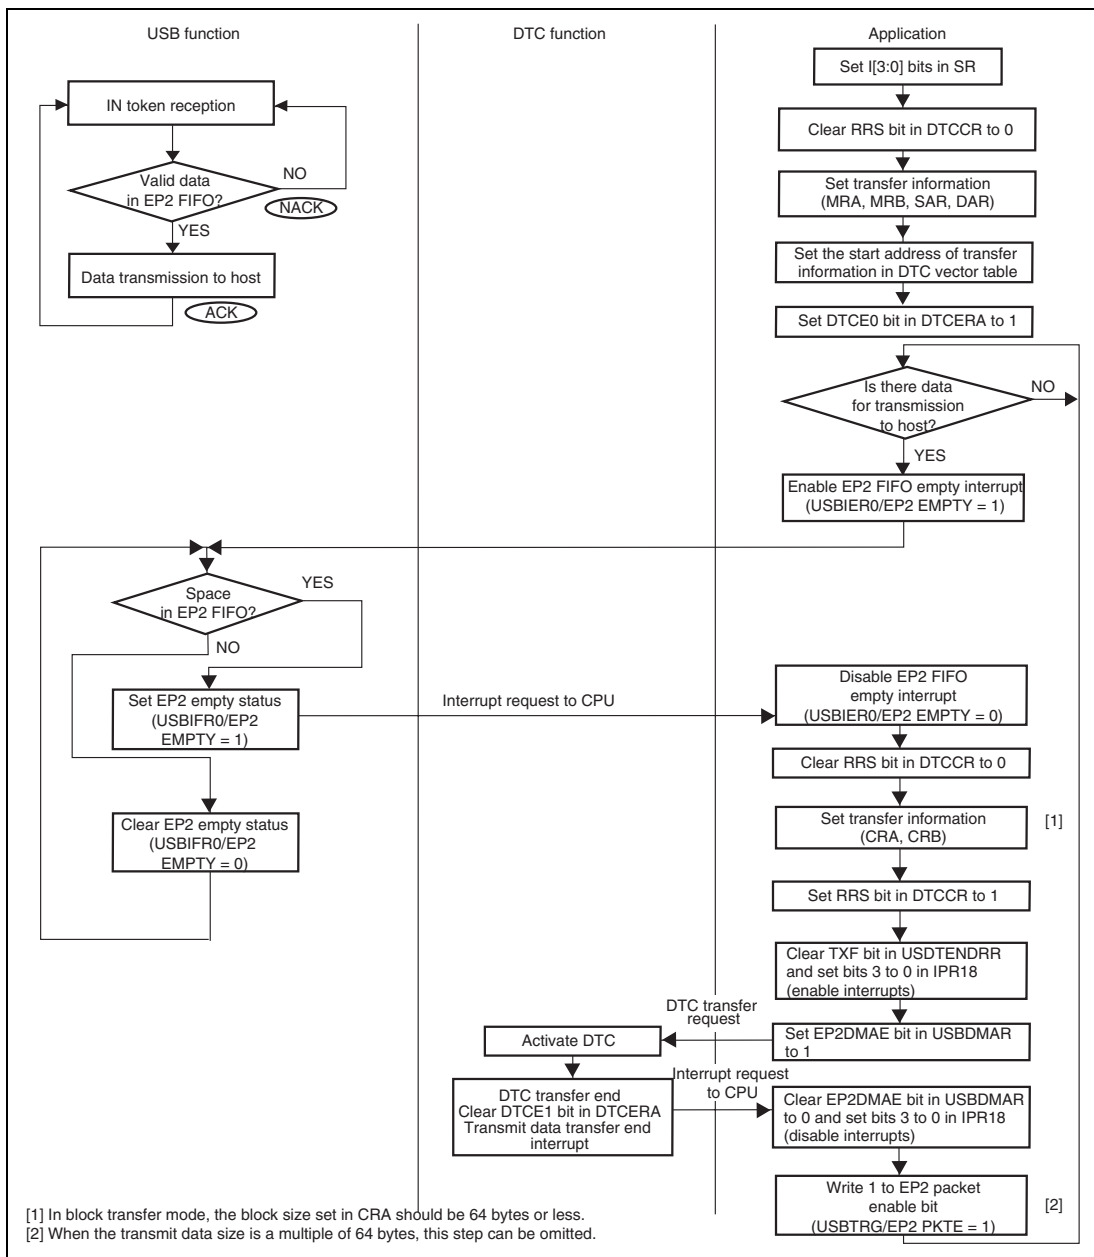 USB function
DTC function
Application
IN token reception
Valid data
in EP2 FIFO?
NO
NACK
YES
Data transmission to host
ACK
Set I[3:0] bits in SR
Clear RRS bit in DTCCR to 0
Set transfer information
(MRA, MRB, SAR, DAR)
Set the start address of transfer
information in DTC vector table
Set DTCE0 bit in DTCERA to 1
Is there data
for transmission
to host?
NO
YES
Enable EP2 FIFO empty interrupt
(USBIER0/EP2 EMPTY = 1)
Space
in EP2 FIFO?
YES
NO
Set EP2 empty status
(USBIFR0/EP2
EMPTY = 1)
Interrupt request to CPU
Clear EP2 empty status
(USBIFR0/EP2
EMPTY = 0)
Disable EP2 FIFO
empty interrupt
(USBIER0/EP2 EMPTY = 0)
Clear RRS bit in DTCCR to 0
Set transfer information
(CRA, CRB)
[1]
Set RRS bit in DTCCR to 1
Clear TXF bit in USDTENDRR
and set bits 3 to 0 in IPR18
(enable interrupts)
DTC transfer
request
Set EP2DMAE bit in USBDMAR
to 1
Activate DTC
Interrupt request
to CPU
DTC transfer end
Clear DTCE1 bit in DTCERA
Transmit data transfer end
interrupt
Clear EP2DMAE bit in USBDMAR
to 0 and set bits 3 to 0 in IPR18
(disable interrupts)
Write 1 to EP2 packet
enable bit
(USBTRG/EP2 PKTE = 1)
[2]
[1] In block transfer mode, the block size set in CRA should be 64 bytes or less.
[2] When the transmit data size is a multiple of 64 bytes, this step can be omitted.